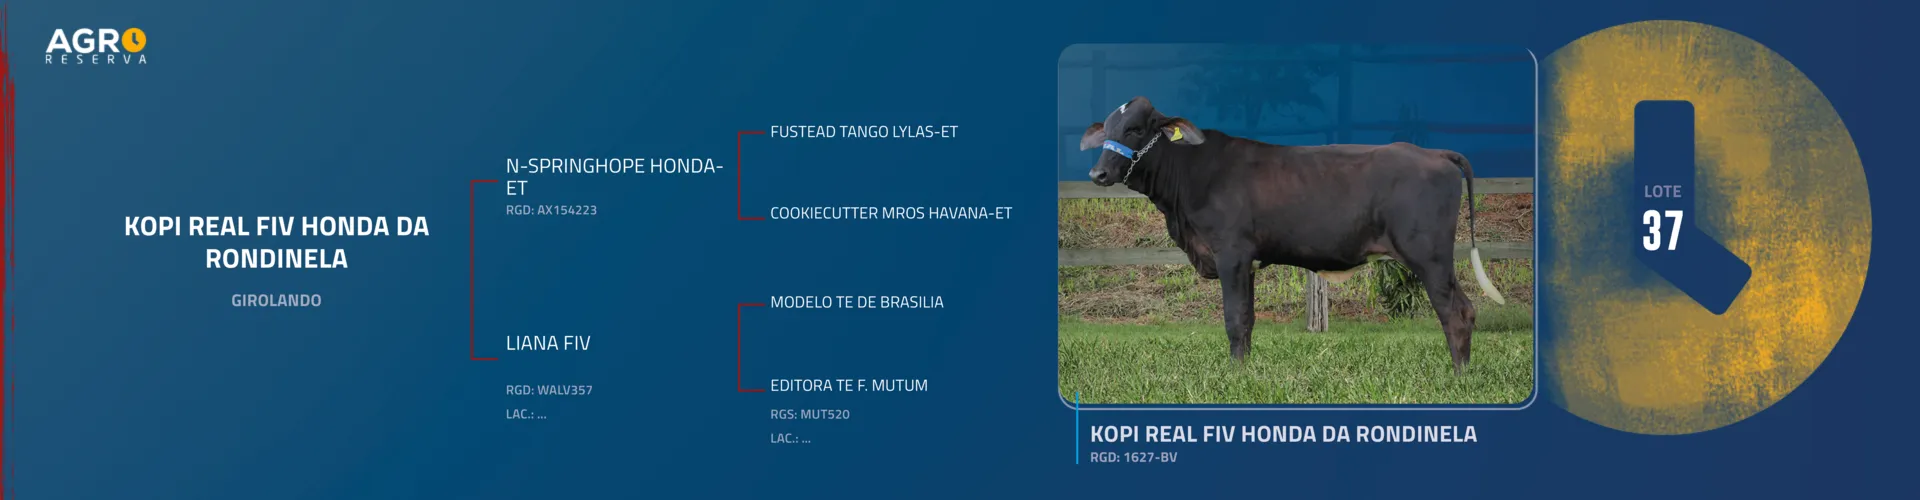 AGRO
RESERVA
KOPI REAL FIV HONDA DA
RONDINELA
GIROLANDO
N-SPRINGHOPE HONDA-
ET
RGD: AX154223
LIANA FIV
RGD: WALV357
LAC.: ...
FUSTEAD TANGO LYLAS-ET
COOKIECUTTER MROS HAVANA-ET
MODELO TE DE BRASILIA
EDITORA TE F. MUTUM
RGS: MUT520
LAC.: ...
KOPI REAL FIV HONDA DA RONDINELA
RGD: 1627-BV
LOTE
37